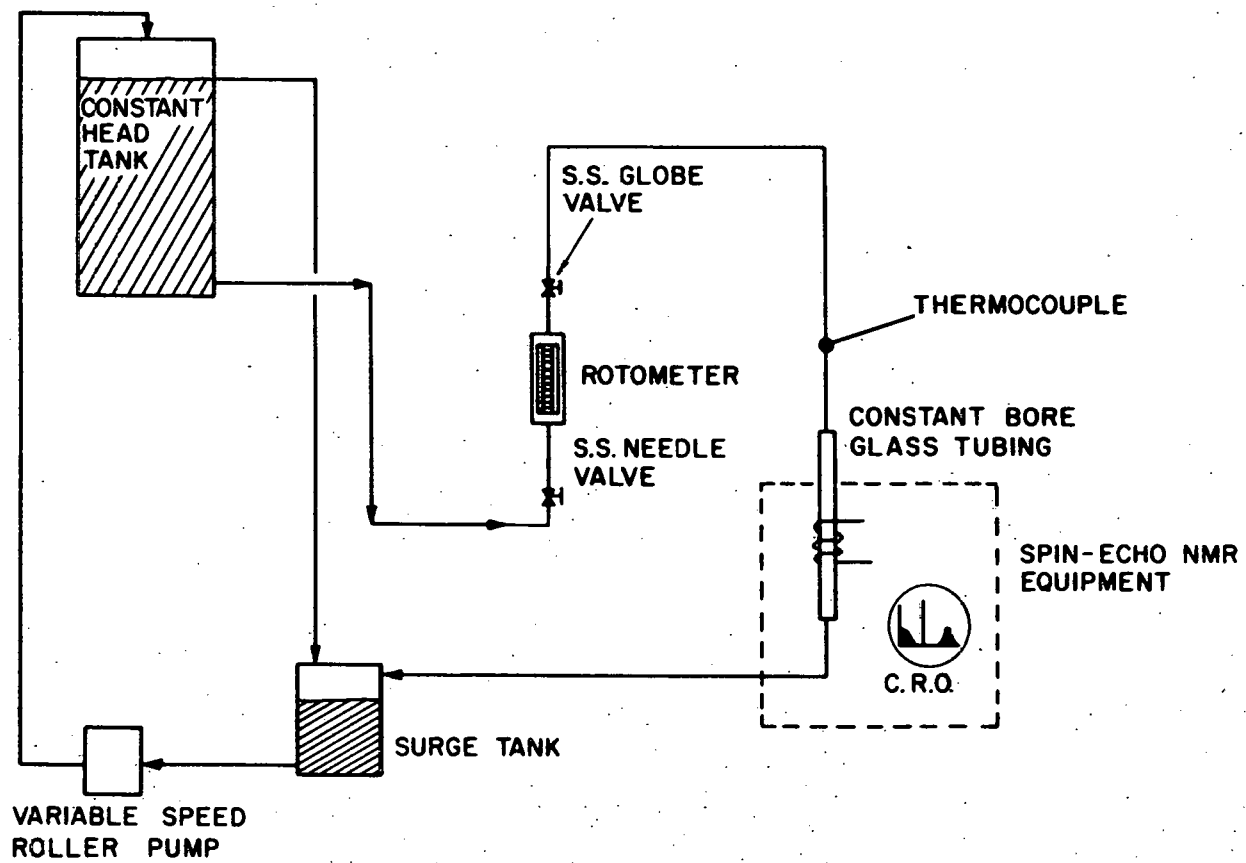 CONSTANT
HEAD
TANK
S.S. GLOBE
VALVE
THERMOCOUPLE
ROTOMETER
CONSTANT BORE
GLASS TUBING
S.S. NEEDLE
VALVE
SPIN-ECHO NMR
EQUIPMENT
C.R.O.
SURGE TANK
VARIABLE SPEED
ROLLER PUMP